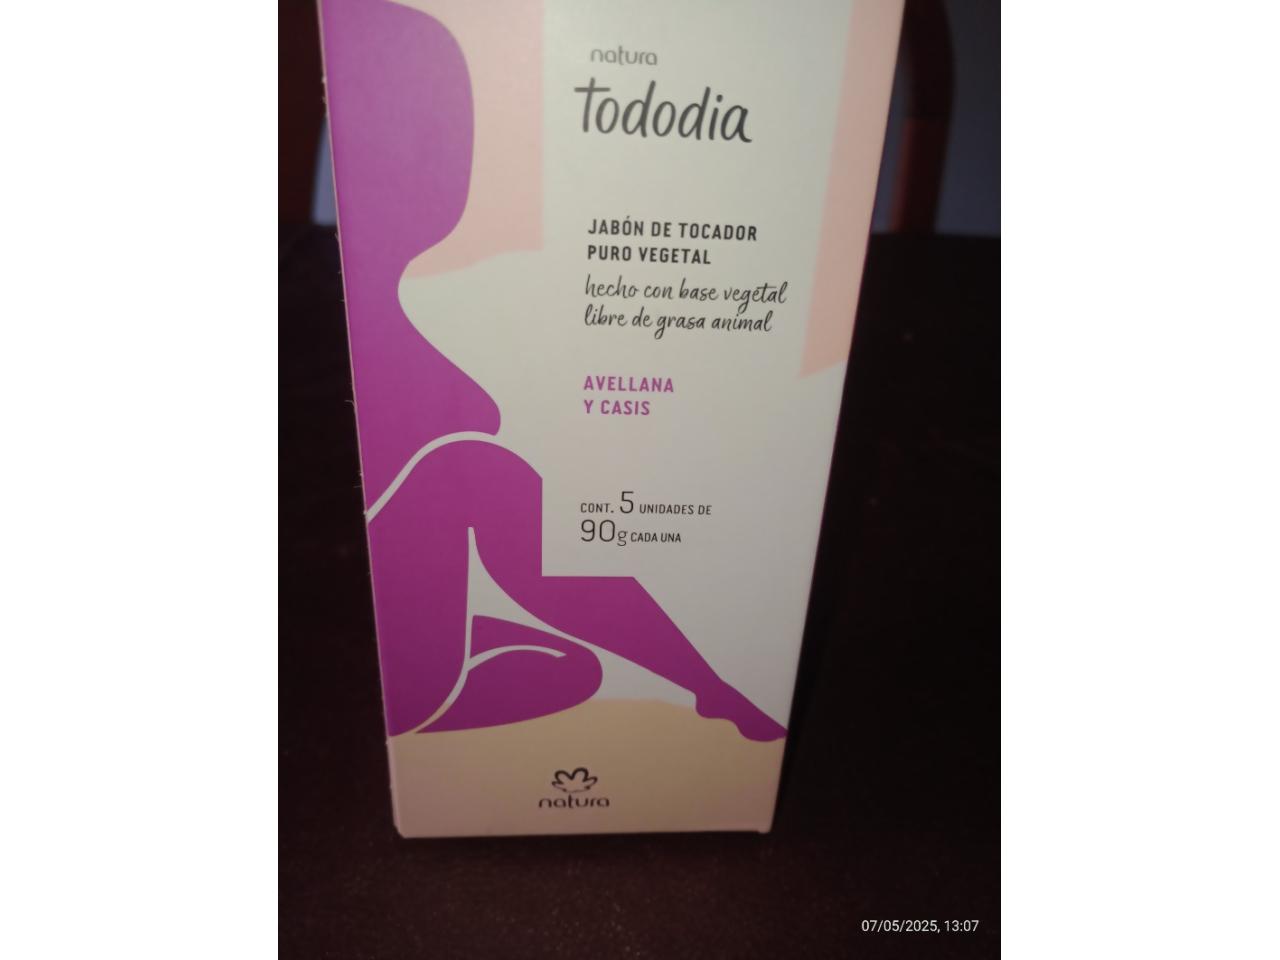 natura
tododia
JABÓN DE TOCADOR
PURO VEGETAL
hecho con base vegetal
libre de grasa animal
AVELLANA
Y CASIS
CONT. 5 UNIDADES DE
90g CADA UNA
natura
07/05/2025, 13:07